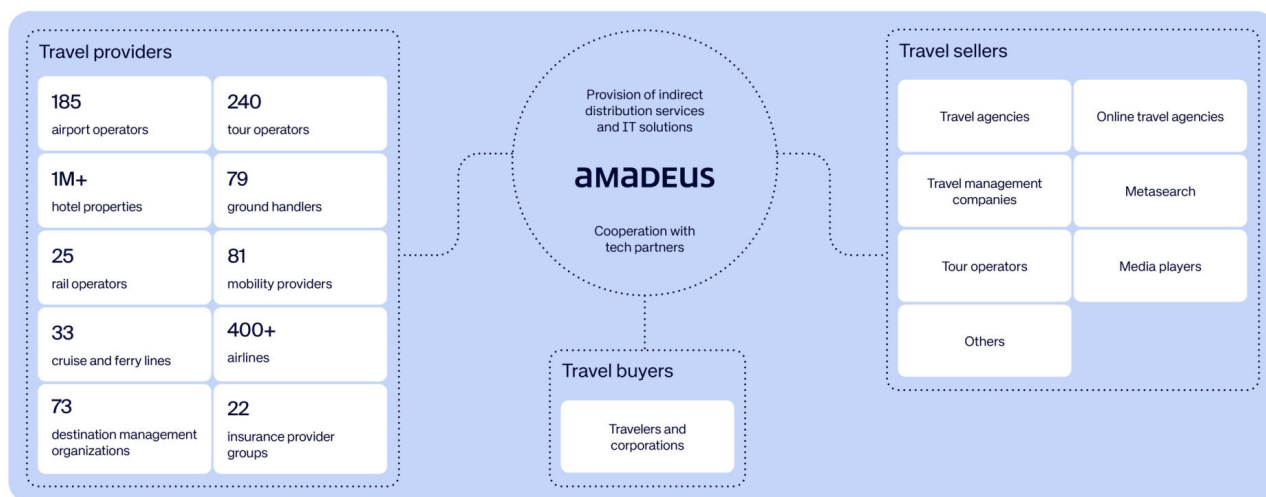 Travel providers
185
airport operators
240
tour operators
1M+
hotel properties
79
ground handlers
25
rail operators
81
mobility providers
33
cruise and ferry lines
400+
airlines
73
destination management
organizations
22
insurance provider
groups
Provision of indirect
distribution services
and IT solutions
aMaDEUS
Cooperation with
tech partners
Travel buyers
Travelers and
corporations
Travel sellers
Travel agencies
Online travel agencies
Travel management
companies
Metasearch
Tour operators
Media players
Others